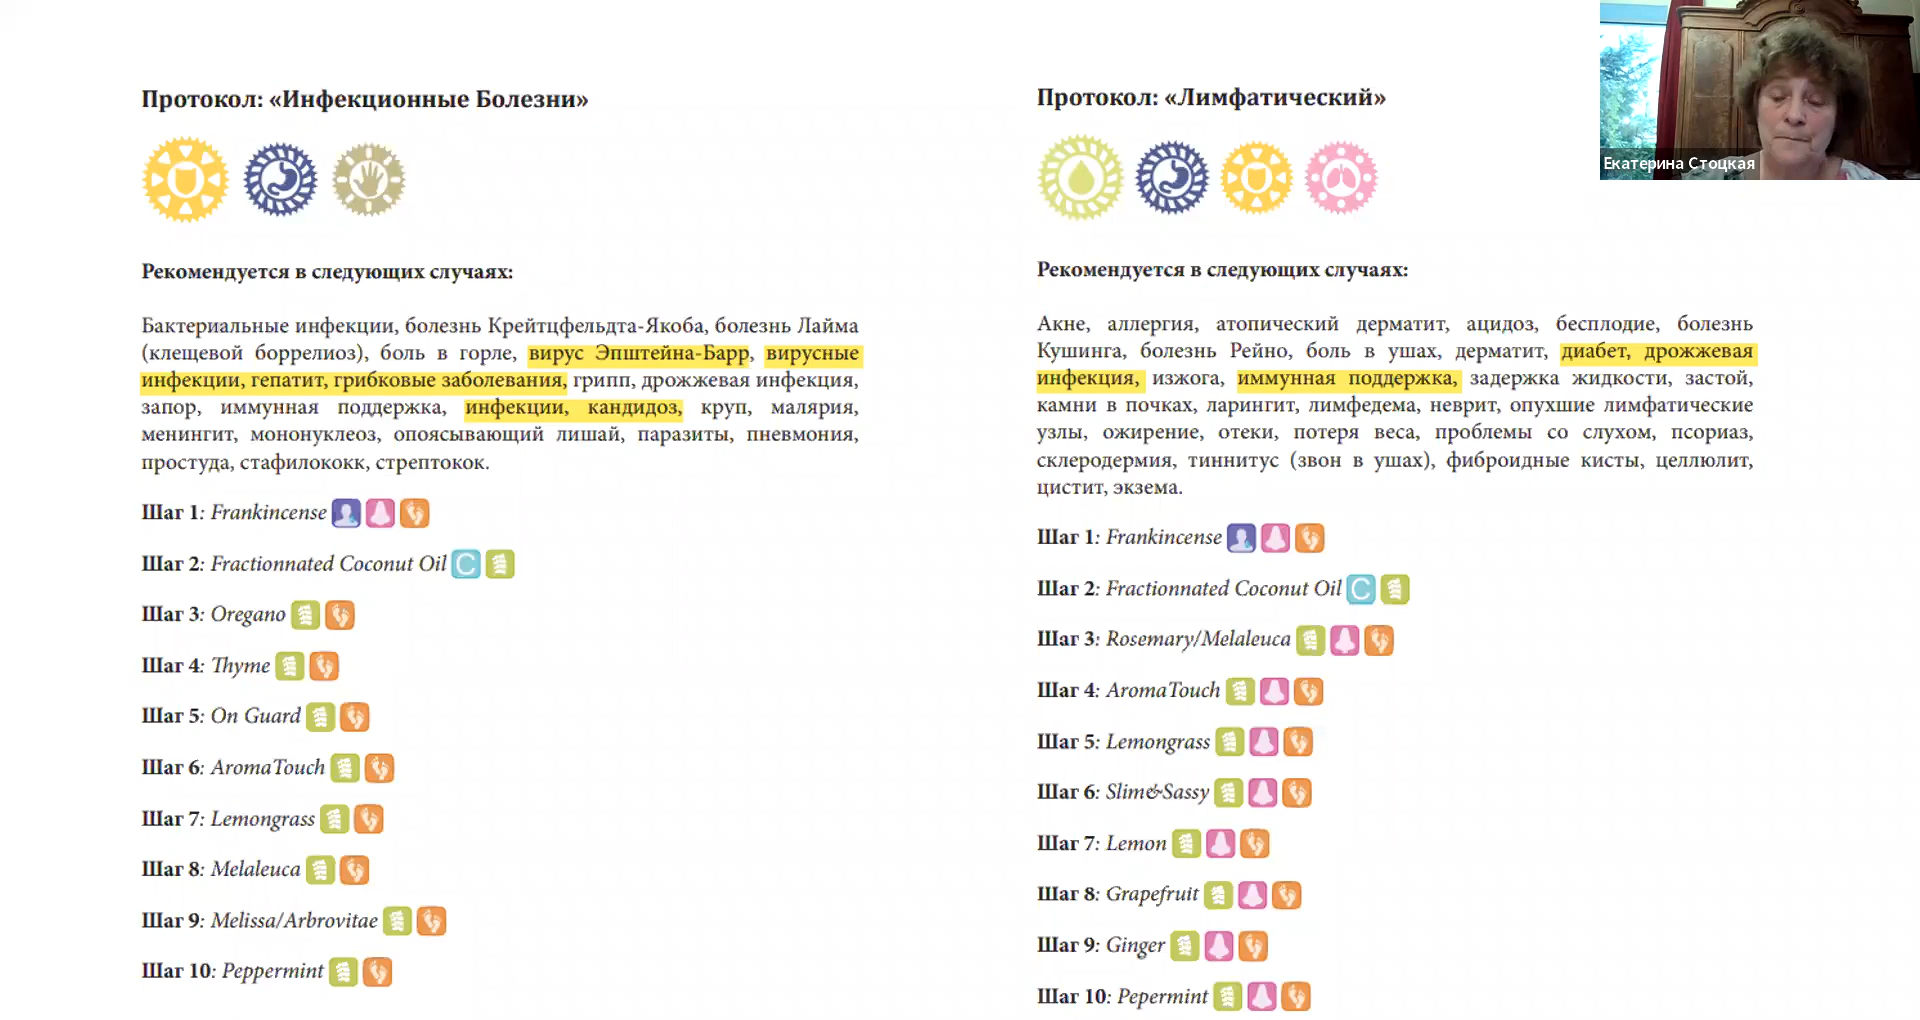 Протокол: «Инфекционные Болезни»
Рекомендуется в следующих случаях:
Бактериальные инфекции, болезнь Крейтцфельдта-Якоба, болезнь Лайма
(клещевой боррелиоз), боль в горле, вирус Эпштейна-Барр, вирусные
инфекции, гепатит, грибковые заболевания, грипп, дрожжевая инфекция,
запор, иммунная поддержка, инфекции, кандидоз, круп, малярия,
менингит, мононуклеоз, опоясывающий лишай, паразиты, пневмония,
простуда, стафилококк, стрептокок.
Шаг 1: Frankincense
Шаг 2: Fractionnated Coconut Oil C
Шаг 3: Oregano
Шаг 4: Thyme
Шаг 5: On Guard
Шаг 6: AromaTouch
Шаг 7: Lemongrass
Шаг 8: Melaleuca
Шаг 9: Melissa/Arbrovitae
Шаг 10: Peppermint
Протокол: «Лимфатический»
Рекомендуется в следующих случаях:
Акне, аллергия, атопический дерматит, ацидоз, бесплодие, болезнь
Кушинга, болезнь Рейно, боль в ушах, дерматит, диабет, дрожжевая
инфекция, изжога, иммунная поддержка, задержка жидкости, застой,
камни в почках, ларингит, лимфедема, неврит, опухшие лимфатические
узлы, ожирение, отеки, потеря веса, проблемы со слухом, псориаз,
склеродермия, тиннитус (звон в ушах), фиброидные кисты, целлюлит,
цистит, экзема.
Шаг 1: Frankincense
Шаг 2: Fractionnated Coconut Oil C
Шаг 3: Rosemary/Melaleuca
Шаг 4: AromaTouch
Шаг 5: Lemongrass
Шаг 6: Slime&Sassy
Шаг 7: Lemon
Шаг 8: Grapefruit
Шаг 9: Ginger
Шаг 10: Pepermint
Екатерина Стоцкая